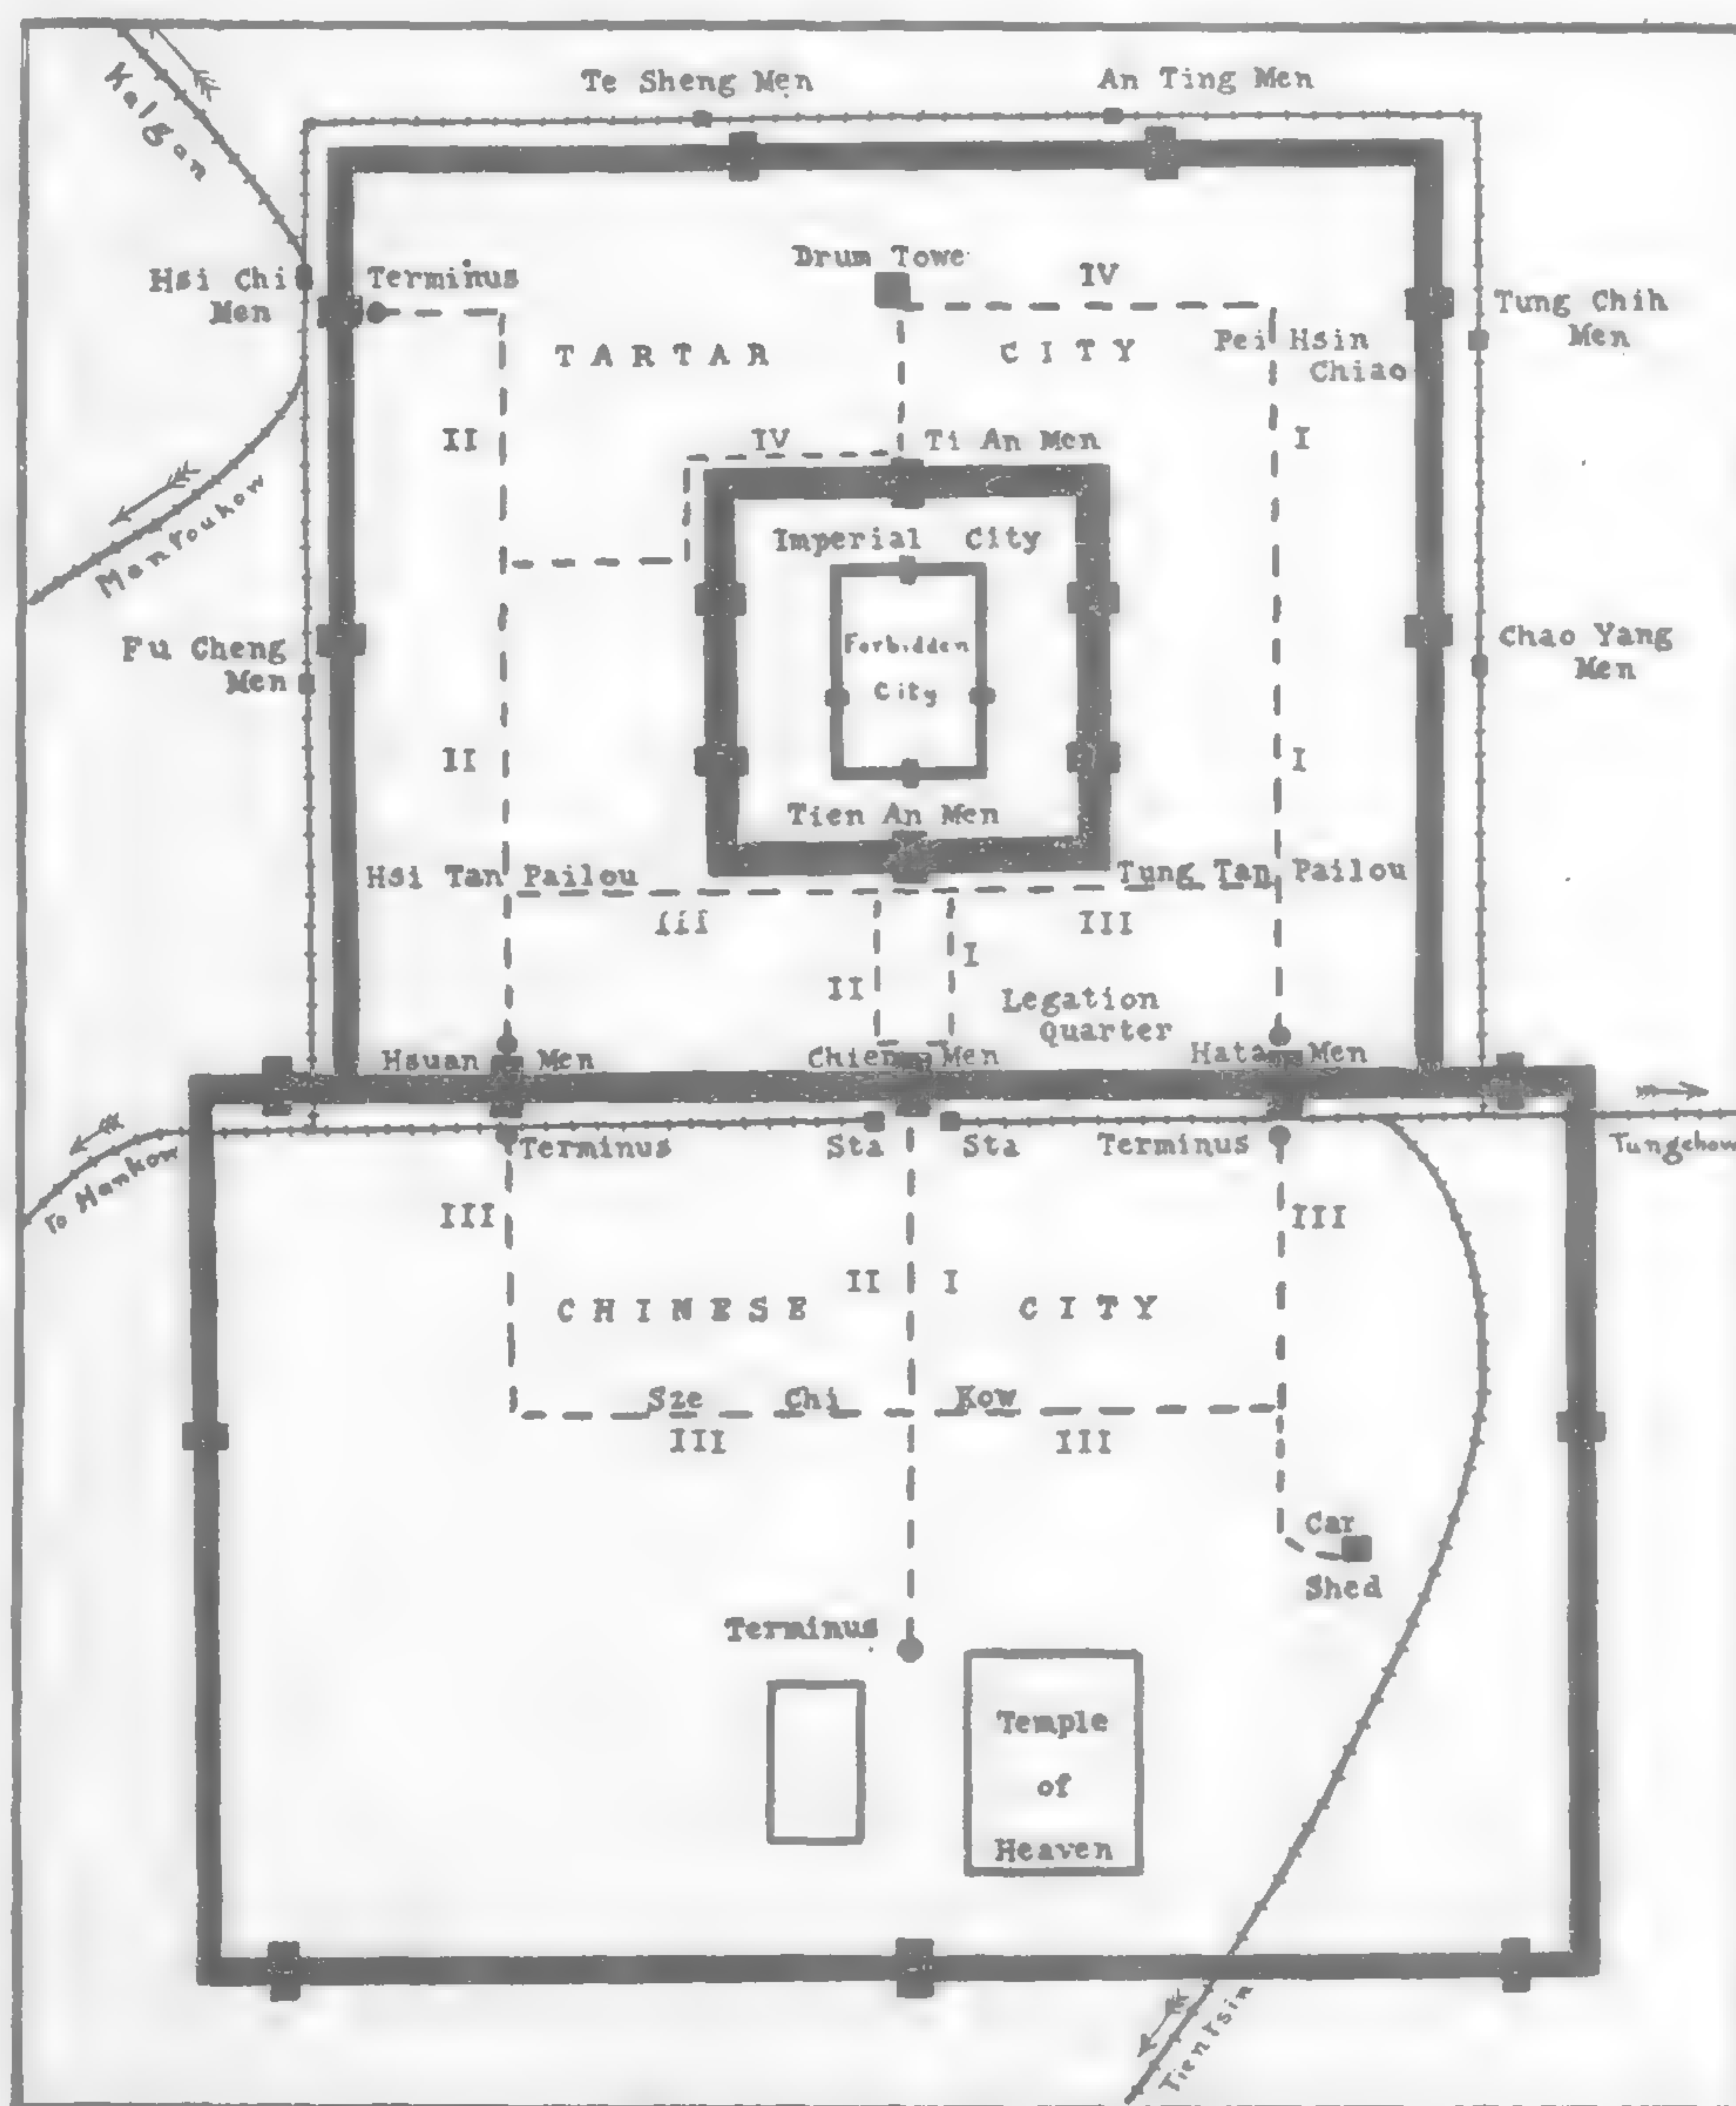 Te Sheng Men
An Ting Men
Kalgan
Hsi Chi
Men
Terminus
Drum Towe
IV
Tung Chih
Men
TARTAR CITY
Pei Hsin
Chiao
II
IV
Ti An Men
I
Imperial City
Mentouhow
Fu Cheng
Men
Forbidden
City
Chao Yang
Men
II
I
Tien An Men
Hsi Tan Pailou
Tung Tan Pailou
III
III
I
II
Legation
Quarter
Hsuan Men
Chien Men
Hata Men
To Hankow
Terminus
Sta
Sta
Terminus
Tungchow
III
III
II
I
CHINESE CITY
Sze Chi Kow
III
III
Car
Shed
Terminus
Temple
of
Heaven
Tientsin